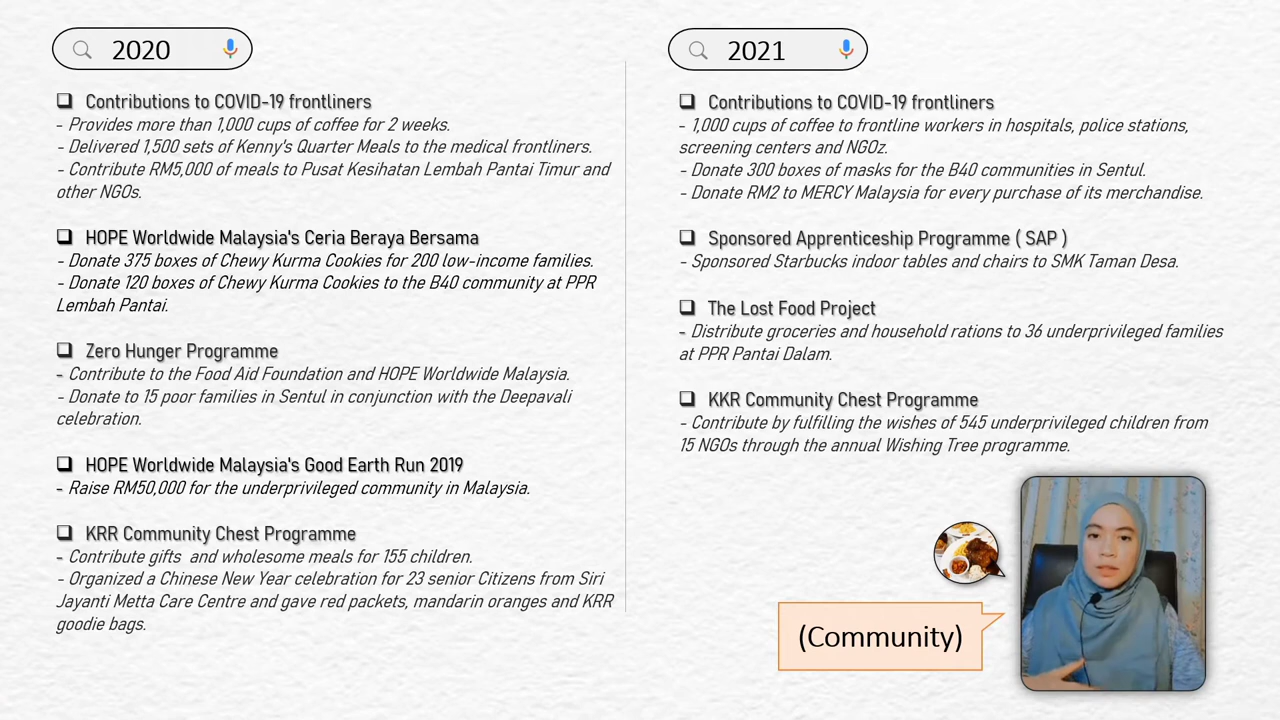 2020
❑ Contributions to COVID-19 frontliners
- Provides more than 1,000 cups of coffee for 2 weeks.
- Delivered 1,500 sets of Kenny's Quarter Meals to the medical frontliners.
- Contribute RM5,000 of meals to Pusat Kesihatan Lembah Pantai Timur and
other NGOs.
❑ HOPE Worldwide Malaysia's Ceria Beraya Bersama
- Donate 375 boxes of Chewy Kurma Cookies for 200 low-income families.
- Donate 120 boxes of Chewy Kurma Cookies to the B40 community at PPR
Lembah Pantai.
❑ Zero Hunger Programme
- Contribute to the Food Aid Foundation and HOPE Worldwide Malaysia.
- Donate to 15 poor families in Sentul in conjunction with the Deepavali
celebration.
❑ HOPE Worldwide Malaysia's Good Earth Run 2019
- Raise RM50,000 for the underprivileged community in Malaysia.
❑ KRR Community Chest Programme
- Contribute gifts and wholesome meals for 155 children.
- Organized a Chinese New Year celebration for 23 senior Citizens from Siri
Jayanti Metta Care Centre and gave red packets, mandarin oranges and KRR
goodie bags.
2021
❑ Contributions to COVID-19 frontliners
- 1,000 cups of coffee to frontline workers in hospitals, police stations,
screening centers and NGOz.
- Donate 300 boxes of masks for the B40 communities in Sentul.
- Donate RM2 to MERCY Malaysia for every purchase of its merchandise.
❑ Sponsored Apprenticeship Programme ( SAP )
- Sponsored Starbucks indoor tables and chairs to SMK Taman Desa.
❑ The Lost Food Project
- Distribute groceries and household rations to 36 underprivileged families
at PPR Pantai Dalam.
❑ KKR Community Chest Programme
- Contribute by fulfilling the wishes of 545 underprivileged children from
15 NGOs through the annual Wishing Tree programme.
(Community)